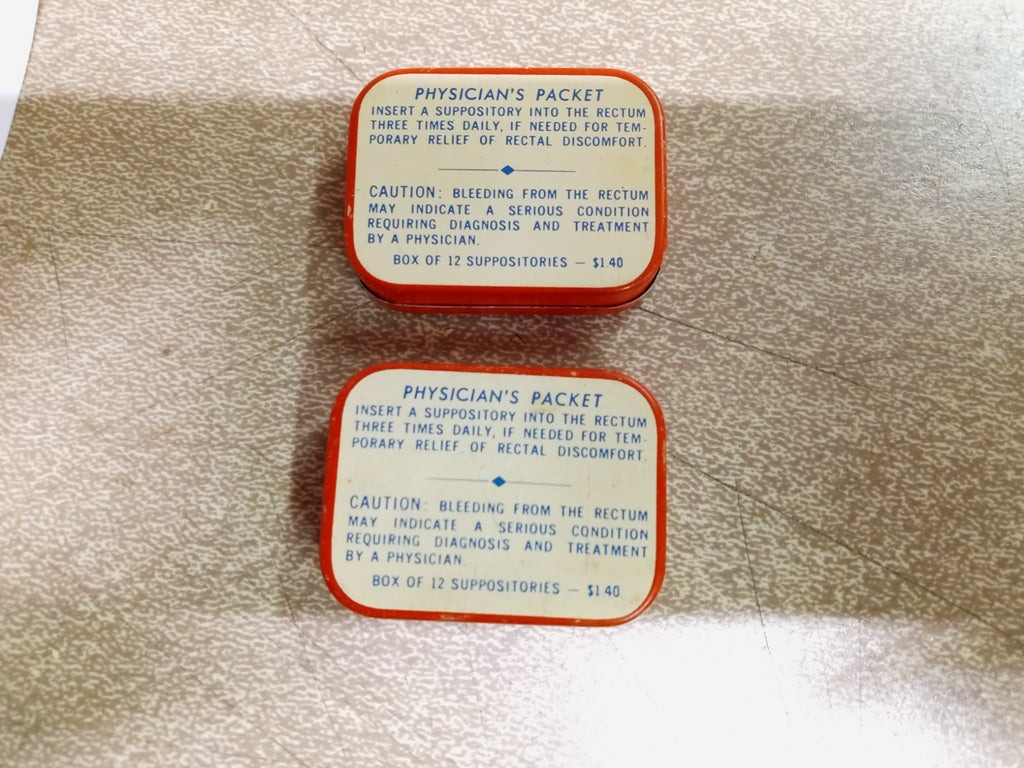 PHYSICIAN'S PACKET
INSERT A SUPPOSITORY INTO THE RECTUM
THREE TIMES DAILY, IF NEEDED FOR TEM-
PORARY RELIEF OF RECTAL DISCOMFORT.
CAUTION: BLEEDING FROM THE RECTUM
MAY INDICATE A SERIOUS CONDITION
REQUIRING DIAGNOSIS AND TREATMENT
BY A PHYSICIAN.
BOX OF 12 SUPPOSITORIES — $1.40
PHYSICIAN'S PACKET
INSERT A SUPPOSITORY INTO THE RECTUM
THREE TIMES DAILY, IF NEEDED FOR TEM-
PORARY RELIEF OF RECTAL DISCOMFORT.
CAUTION: BLEEDING FROM THE RECTUM
MAY INDICATE A SERIOUS CONDITION
REQUIRING DIAGNOSIS AND TREATMENT
BY A PHYSICIAN.
BOX OF 12 SUPPOSITORIES — $1.40